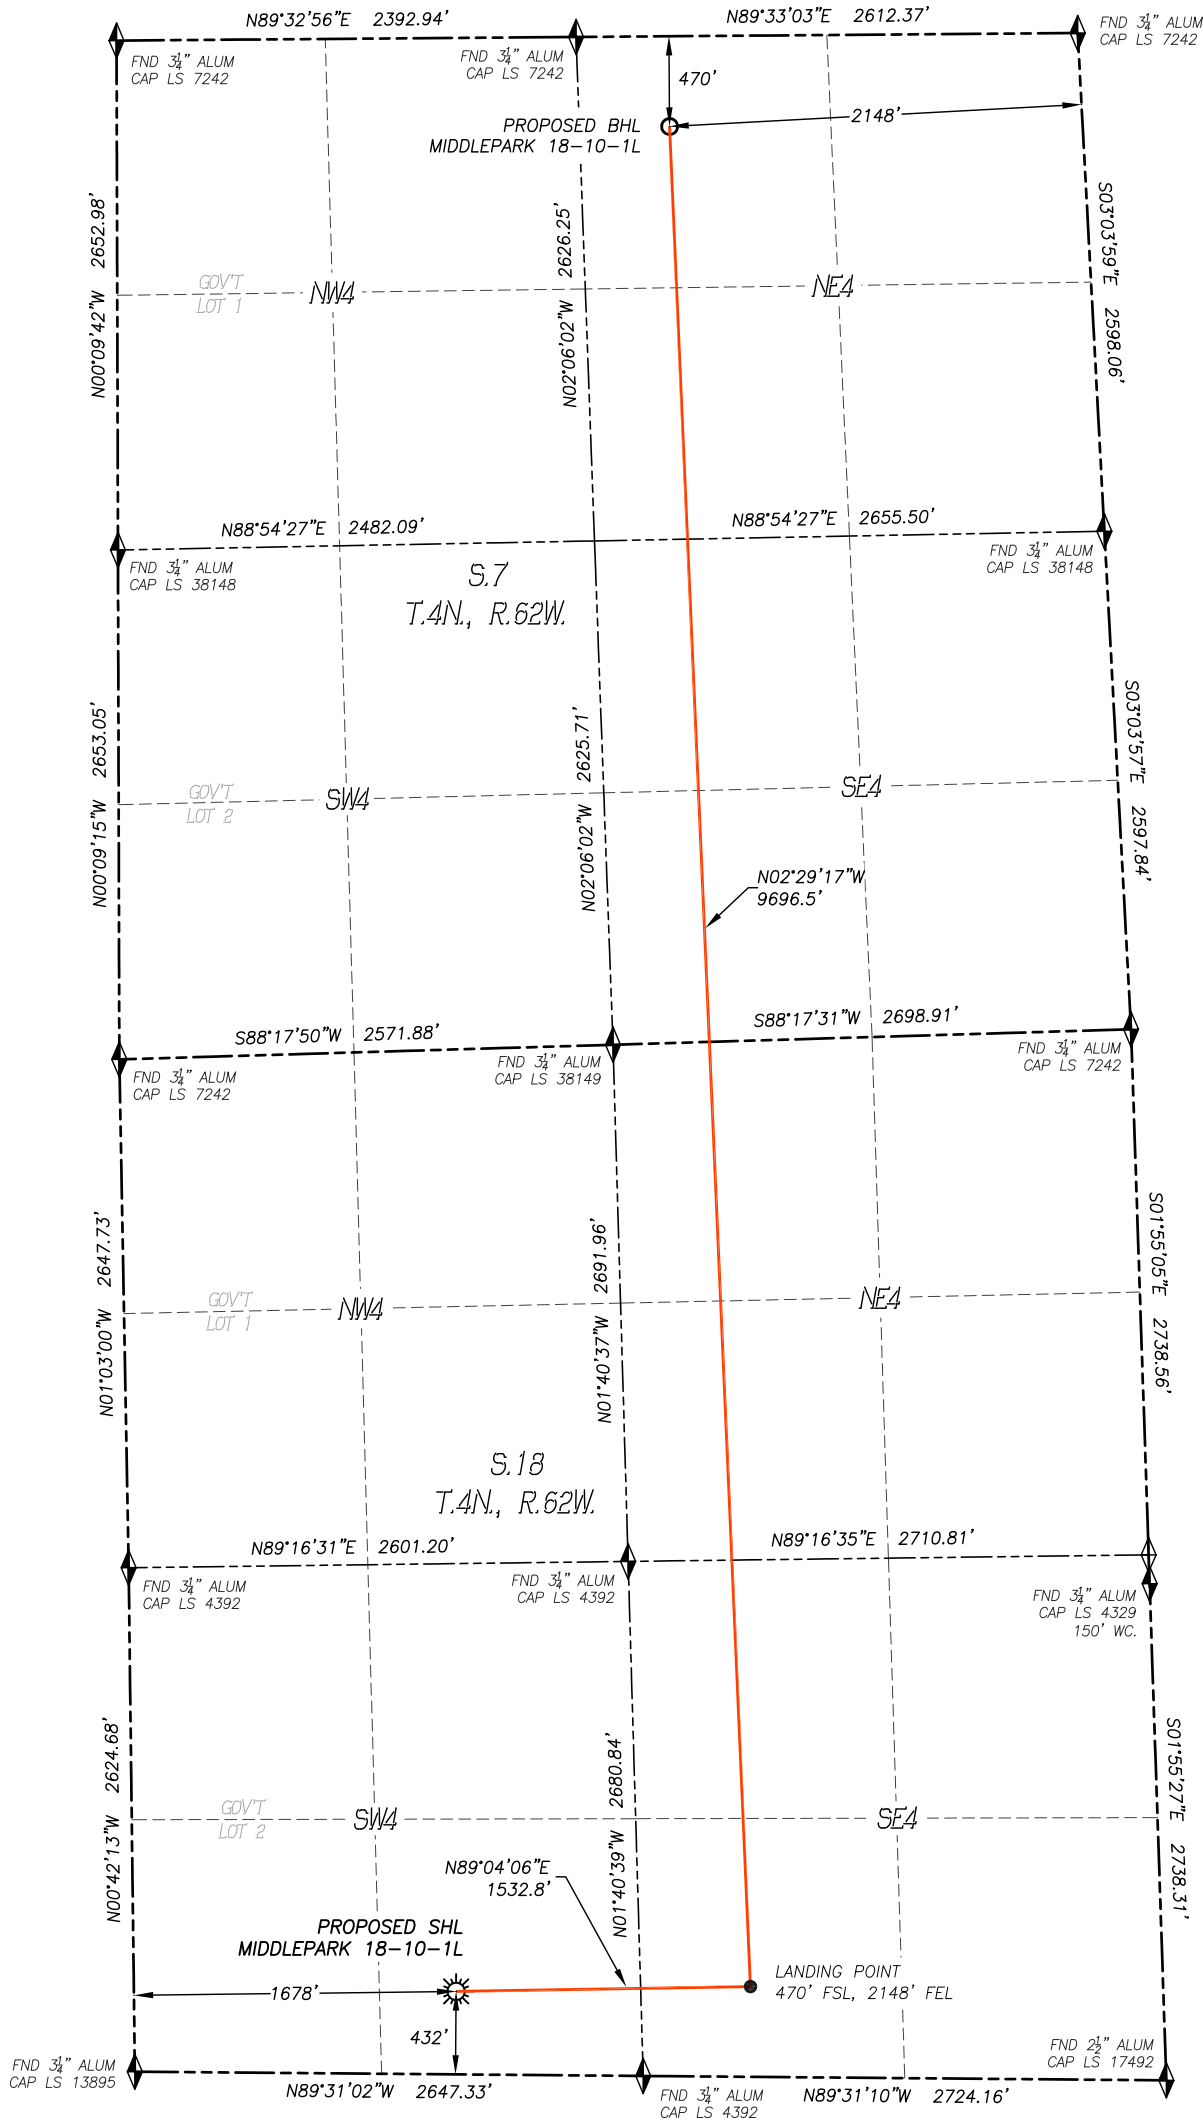 N89°32'56"E 2392.94'
N89°33'03"E 2612.37'
FND 3¼" ALUM
CAP LS 7242
FND 3¼" ALUM
CAP LS 7242
FND 3¼" ALUM
CAP LS 7242
470'
2148'
PROPOSED BHL
MIDDLEPARK 18-10-1L
N00°09'42"W 2652.98'
N02°06'02"W 2626.25'
S03°03'59"E 2598.06'
GOV'T
LOT 1
NW4
NE4
N88°54'27"E 2482.09'
N88°54'27"E 2655.50'
FND 3¼" ALUM
CAP LS 38148
FND 3¼" ALUM
CAP LS 38148
S.7
T.4N., R.62W.
N00°09'15"W 2653.05'
N02°06'02"W 2625.71'
S03°03'57"E 2597.84'
GOV'T
LOT 2
SW4
SE4
N02°29'17"W
9696.5'
S88°17'50"W 2571.88'
S88°17'31"W 2698.91'
FND 3¼" ALUM
CAP LS 7242
FND 3¼" ALUM
CAP LS 38149
FND 3¼" ALUM
CAP LS 7242
N01°03'00"W 2647.73'
N01°40'37"W 2691.96'
S01°55'05"E 2738.56'
GOV'T
LOT 1
NW4
NE4
S.18
T.4N., R.62W.
N89°16'31"E 2601.20'
N89°16'35"E 2710.81'
FND 3¼" ALUM
CAP LS 4392
FND 3¼" ALUM
CAP LS 4392
FND 3¼" ALUM
CAP LS 4329
150' WC.
N00°42'13"W 2624.68'
N01°40'39"W 2680.84'
S01°55'27"E 2738.31'
GOV'T
LOT 2
SW4
SE4
N89°04'06"E
1532.8'
PROPOSED SHL
MIDDLEPARK 18-10-1L
LANDING POINT
470' FSL, 2148' FEL
1678'
432'
FND 3¼" ALUM
CAP LS 13895
N89°31'02"W 2647.33'
FND 3¼" ALUM
CAP LS 4392
N89°31'10"W 2724.16'
FND 2½" ALUM
CAP LS 17492